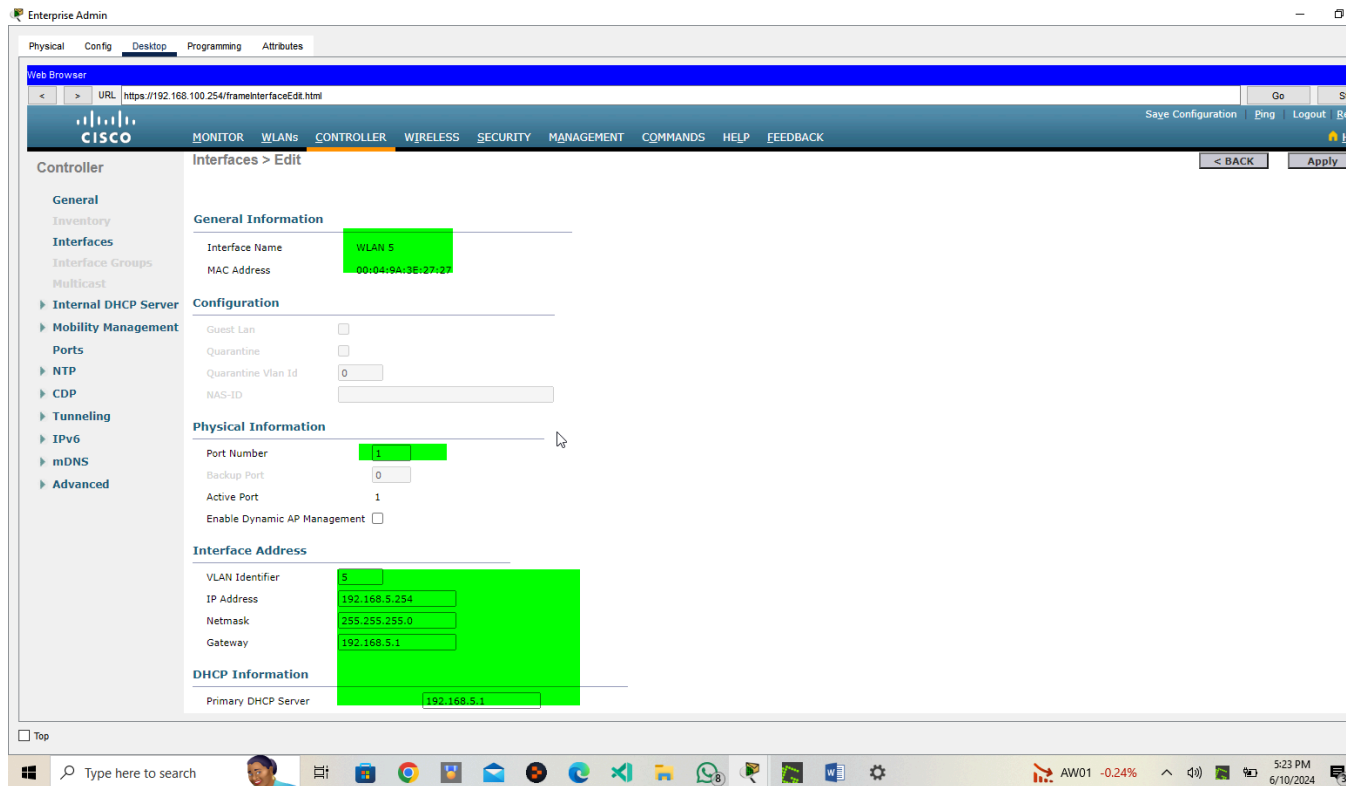 Enterprise Admin
Physical Config Desktop Programming Attributes
Web Browser
< > URL https://192.168.100.254/frameInterfaceEdit.html Go
Save Configuration Ping Logout
CISCO MONITOR WLANs CONTROLLER WIRELESS SECURITY MANAGEMENT COMMANDS HELP FEEDBACK
Controller
General
Inventory
Interfaces
Interface Groups
Multicast
Internal DHCP Server
Mobility Management
Ports
NTP
CDP
Tunneling
IPv6
mDNS
Advanced
Interfaces > Edit
< BACK Apply
General Information
Interface Name WLAN 5
MAC Address 00:04:9A:3E:27:27
Configuration
Guest Lan
Quarantine
Quarantine Vlan Id 0
NAS-ID
Physical Information
Port Number 1
Backup Port 0
Active Port 1
Enable Dynamic AP Management
Interface Address
VLAN Identifier 5
IP Address 192.168.5.254
Netmask 255.255.255.0
Gateway 192.168.5.1
DHCP Information
Primary DHCP Server 192.168.5.1
Top
Type here to search
8
AW01 -0.24%
5:23 PM
6/10/2024
3